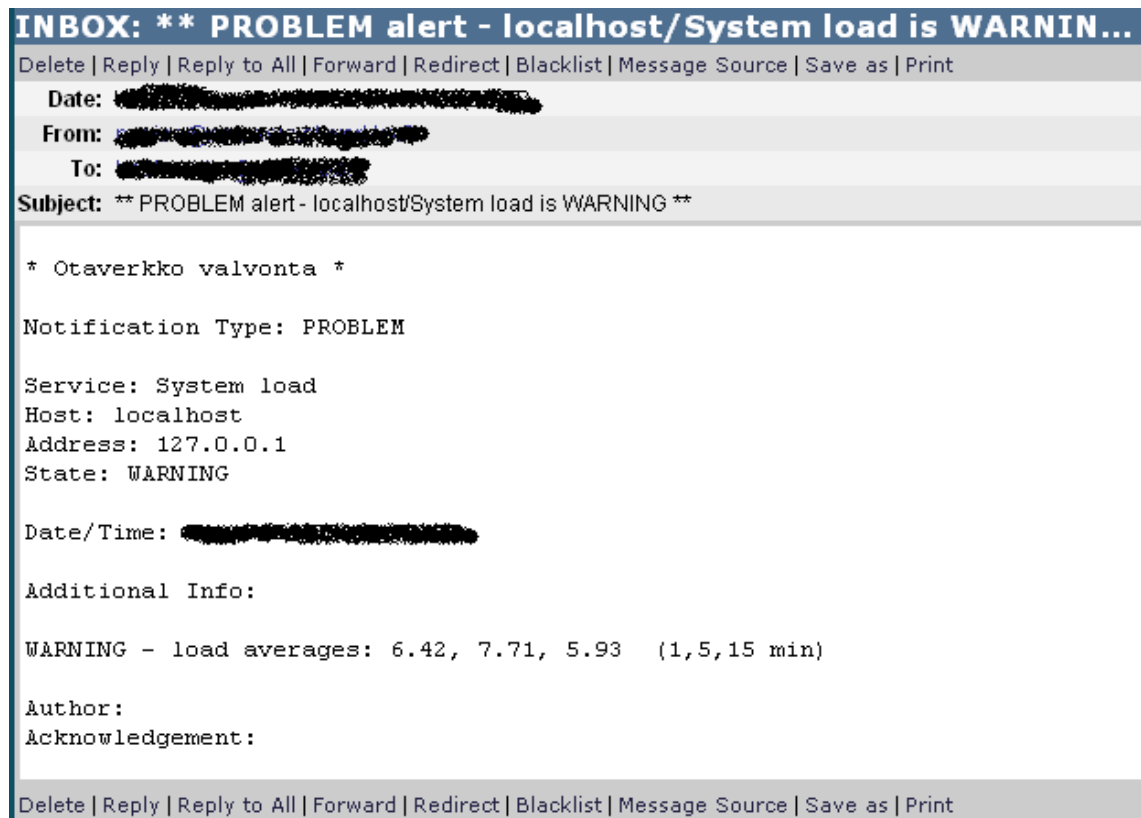 INBOX: ** PROBLEM alert - localhost/System load is WARNIN...
Delete | Reply | Reply to All | Forward | Redirect | Blacklist | Message Source | Save as | Print
Date:
From:
To:
Subject: ** PROBLEM alert - localhost/System load is WARNING **
* Otaverkko valvonta *
Notification Type: PROBLEM
Service: System load
Host: localhost
Address: 127.0.0.1
State: WARNING
Date/Time:
Additional Info:
WARNING - load averages: 6.42, 7.71, 5.93 (1,5,15 min)
Author:
Acknowledgement:
Delete | Reply | Reply to All | Forward | Redirect | Blacklist | Message Source | Save as | Print